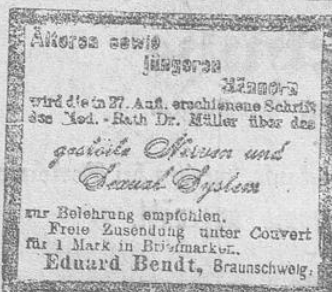 Älteren sowie
jüngeren
Männern
wird die in 27. Aufl. erschienene Schrift
des Med.-Rath Dr. Müller über das
gestörte Nerven und
Sexual-System
zur Belehrung empfohlen.
Freie Zusendung unter Couvert
für 1 Mark in Briefmarken.
Eduard Bendt, Braunschweig.